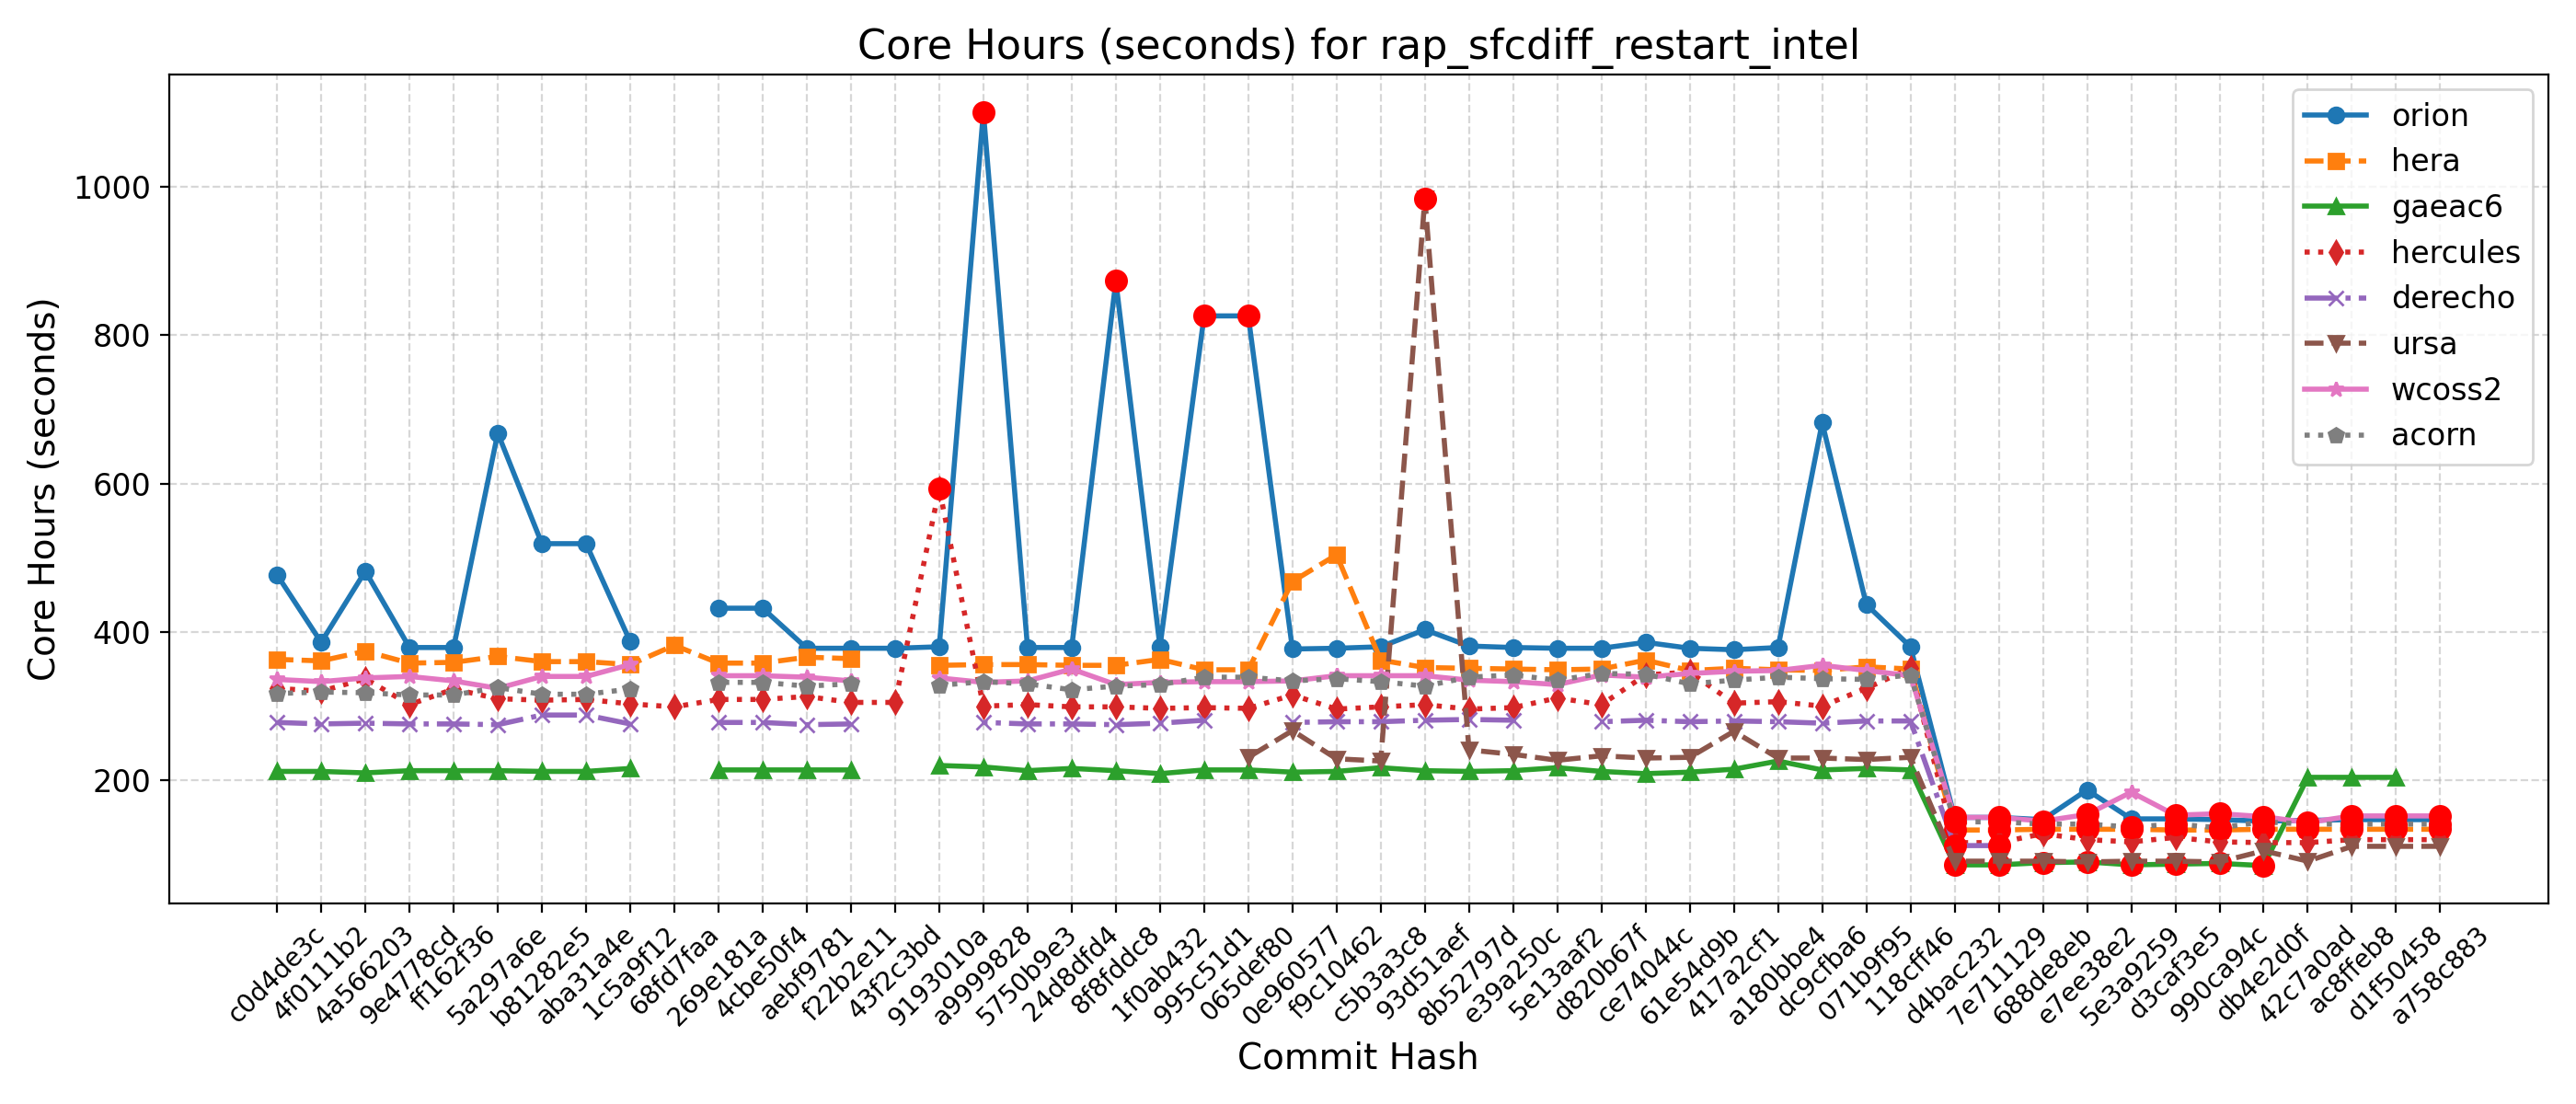 Core Hours (seconds) for rap_sfcdiff_restart_intel
Core Hours (seconds)
1000
800
600
400
200
orion
hera
gaeac6
hercules
derecho
ursa
wcoss2
acorn
c0d4de3c
4f0111b2
4a566203
9e4778cd
ff162f36
5a297a6e
b81282e5
aba31a4e
1c5a9f12
68fd7faa
269e181a
4cbe50f4
aebf9781
f22b2e11
43f2c3bd
9193010a
a9999828
5750b9e3
24d8dfd4
8f8fddc8
1f0ab432
995c51d1
065def80
0e960577
f9c10462
c5b3a3c8
93d51aef
8b52797d
e39a250c
5e13aaf2
d820b67f
ce74044c
61e54d9b
417a2cf1
a180bbe4
dc9cfba6
071b9f95
118cff46
d4bac232
7e711129
688de8eb
e7ee38e2
5e3a9259
d3caf3e5
990ca94c
db4e2d0f
42c7a0ad
ac8ffeb8
d1f50458
a758c883
Commit Hash